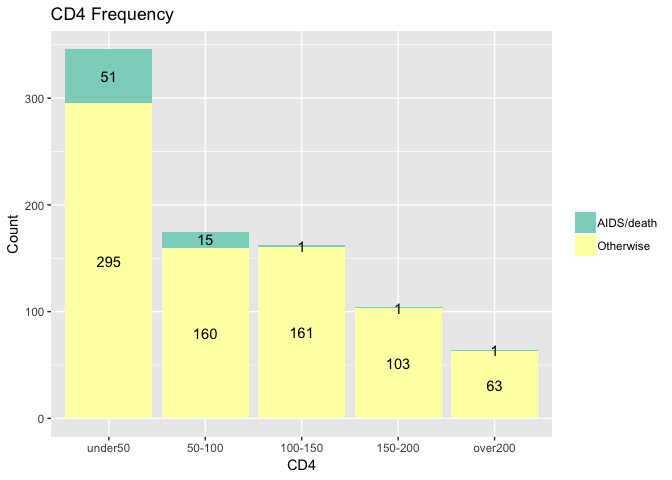 CD4 Frequency
Count
300
200
100
0
51
295
15
160
1
161
1
103
1
63
under50
50-100
100-150
150-200
over200
CD4
AIDS/death
Otherwise